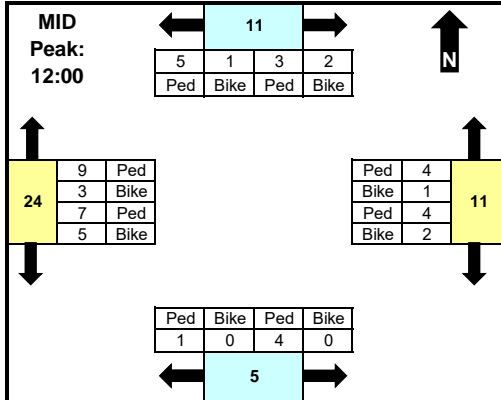 MID
Peak:
12:00
11
N
5 1 3 2
Ped Bike Ped Bike
24
9 Ped
3 Bike
7 Ped
5 Bike
Ped 4
Bike 1
Ped 4
Bike 2
11
Ped Bike Ped Bike
1 0 4 0
5